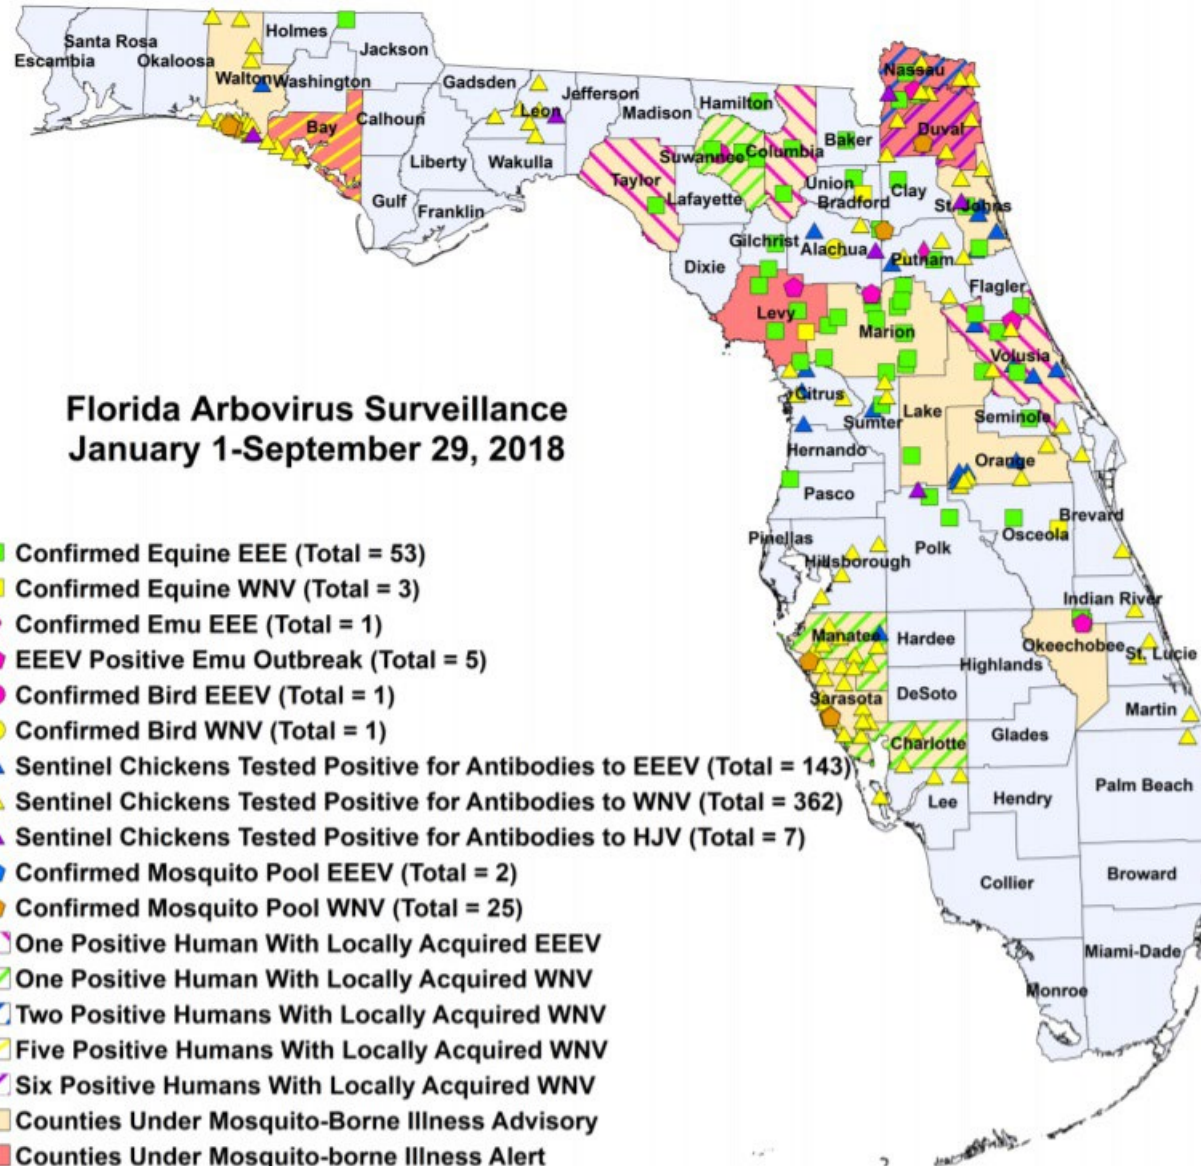 Holmes
Jackson
Santa Rosa
Escambia
Okaloosa
Walton
Washington
Gadsden
Jefferson
Leon
Madison
Hamilton
Nassau
Bay
Calhoun
Liberty
Wakulla
Gulf
Franklin
Suwannee
Columbia
Baker
Duval
Taylor
Lafayette
Union
Bradford
Clay
St. Johns
Gilchrist
Alachua
Putnam
Dixie
Flagler
Levy
Marion
Volusia
Florida Arbovirus Surveillance
January 1-September 29, 2018
Citrus
Sumter
Lake
Seminole
Hernando
Orange
Pasco
Brevard
Pinellas
Hillsborough
Polk
Osceola
Indian River
Manatee
Hardee
Okeechobee
St. Lucie
Highlands
Sarasota
DeSoto
Martin
Charlotte
Glades
Palm Beach
Lee
Hendry
Collier
Broward
Miami-Dade
Monroe
Confirmed Equine EEE (Total = 53)
Confirmed Equine WNV (Total = 3)
Confirmed Emu EEE (Total = 1)
EEEV Positive Emu Outbreak (Total = 5)
Confirmed Bird EEEV (Total = 1)
Confirmed Bird WNV (Total = 1)
Sentinel Chickens Tested Positive for Antibodies to EEEV (Total = 143)
Sentinel Chickens Tested Positive for Antibodies to WNV (Total = 362)
Sentinel Chickens Tested Positive for Antibodies to HJV (Total = 7)
Confirmed Mosquito Pool EEEV (Total = 2)
Confirmed Mosquito Pool WNV (Total = 25)
One Positive Human With Locally Acquired EEEV
One Positive Human With Locally Acquired WNV
Two Positive Humans With Locally Acquired WNV
Five Positive Humans With Locally Acquired WNV
Six Positive Humans With Locally Acquired WNV
Counties Under Mosquito-Borne Illness Advisory
Counties Under Mosquito-borne Illness Alert